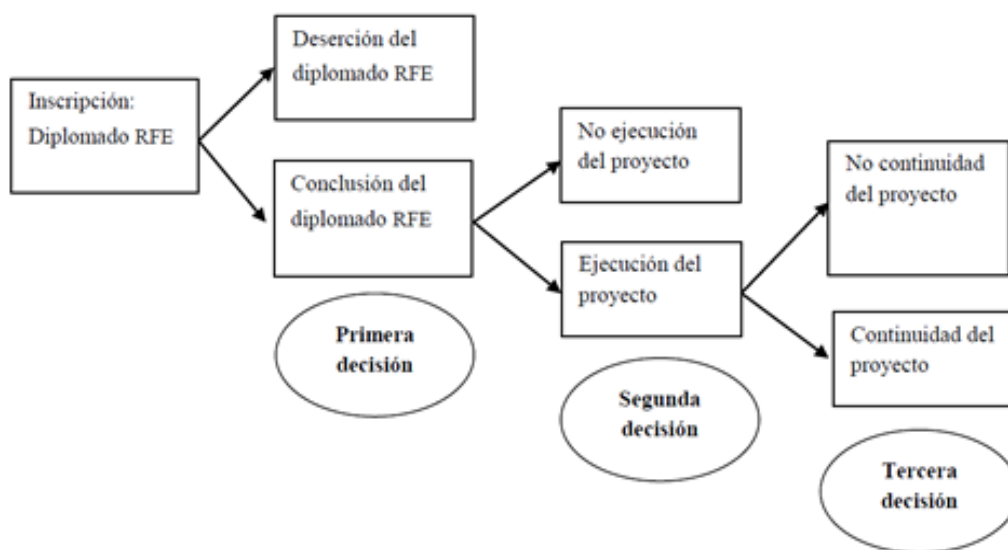 Inscripción:
Diplomado RFE
Deserción del
diplomado RFE
Conclusión del
diplomado RFE
Primera
decisión
No ejecución
del proyecto
Ejecución del
proyecto
Segunda
decisión
No continuidad
del proyecto
Continuidad del
proyecto
Tercera
decisión